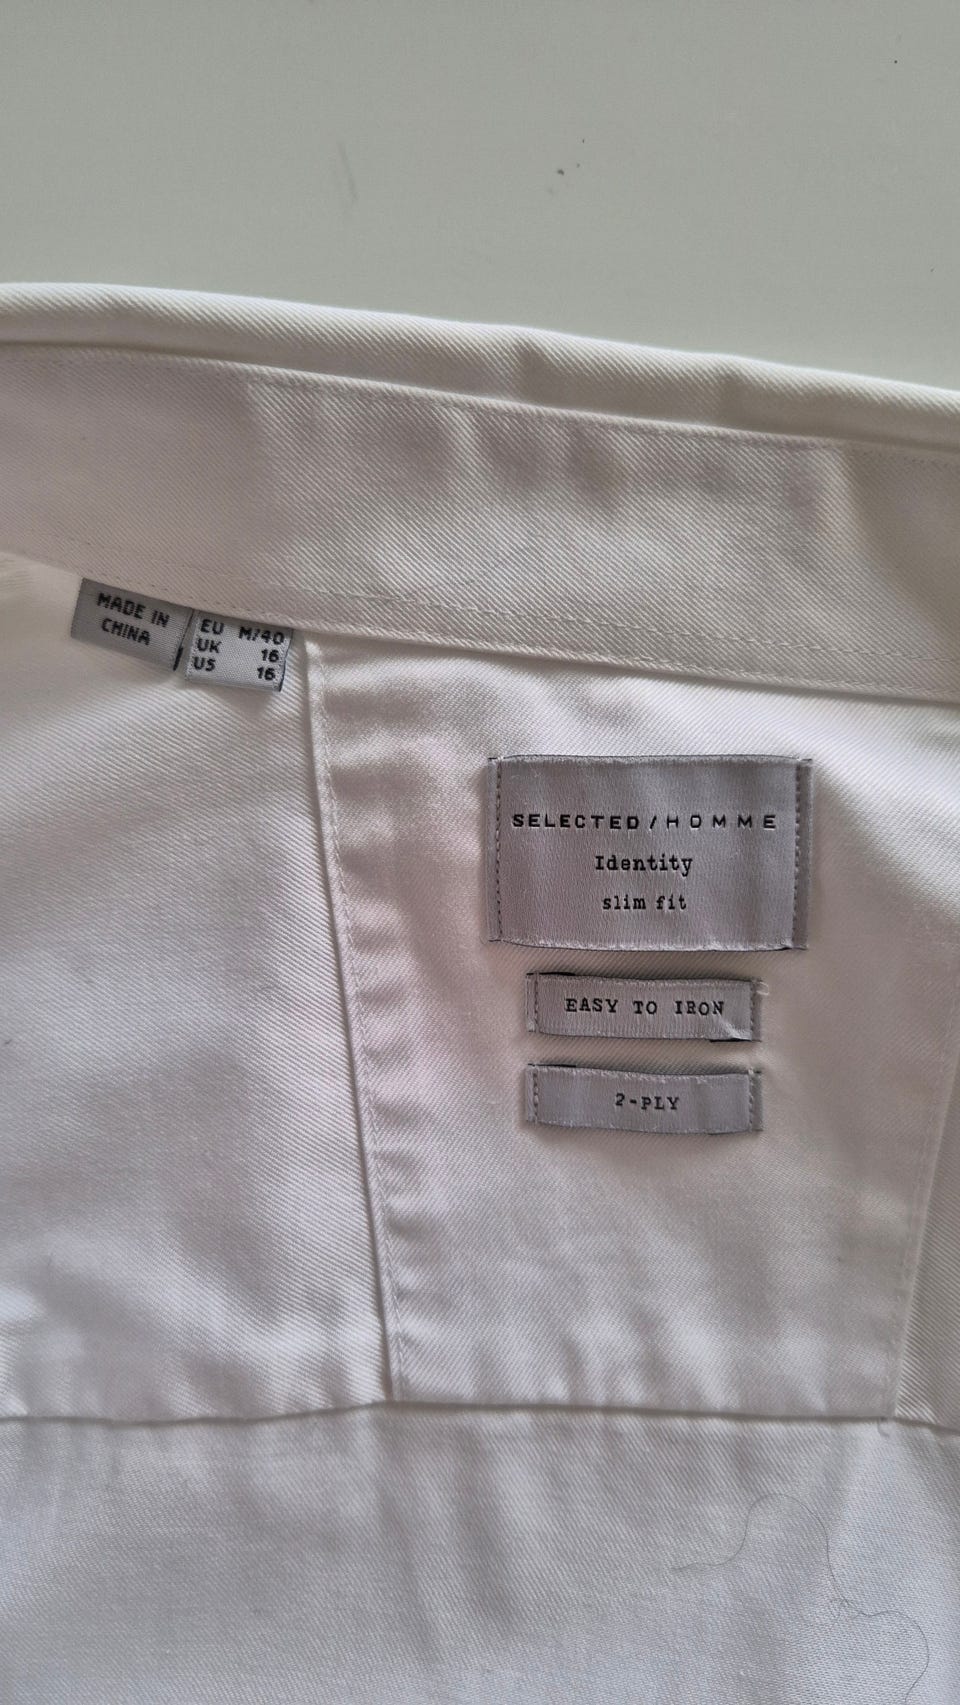 MADE IN
CHINA
EU M/40
UK 16
US 16
SELECTED/HOMME
Identity
slim fit
EASY TO IRON
2-PLY